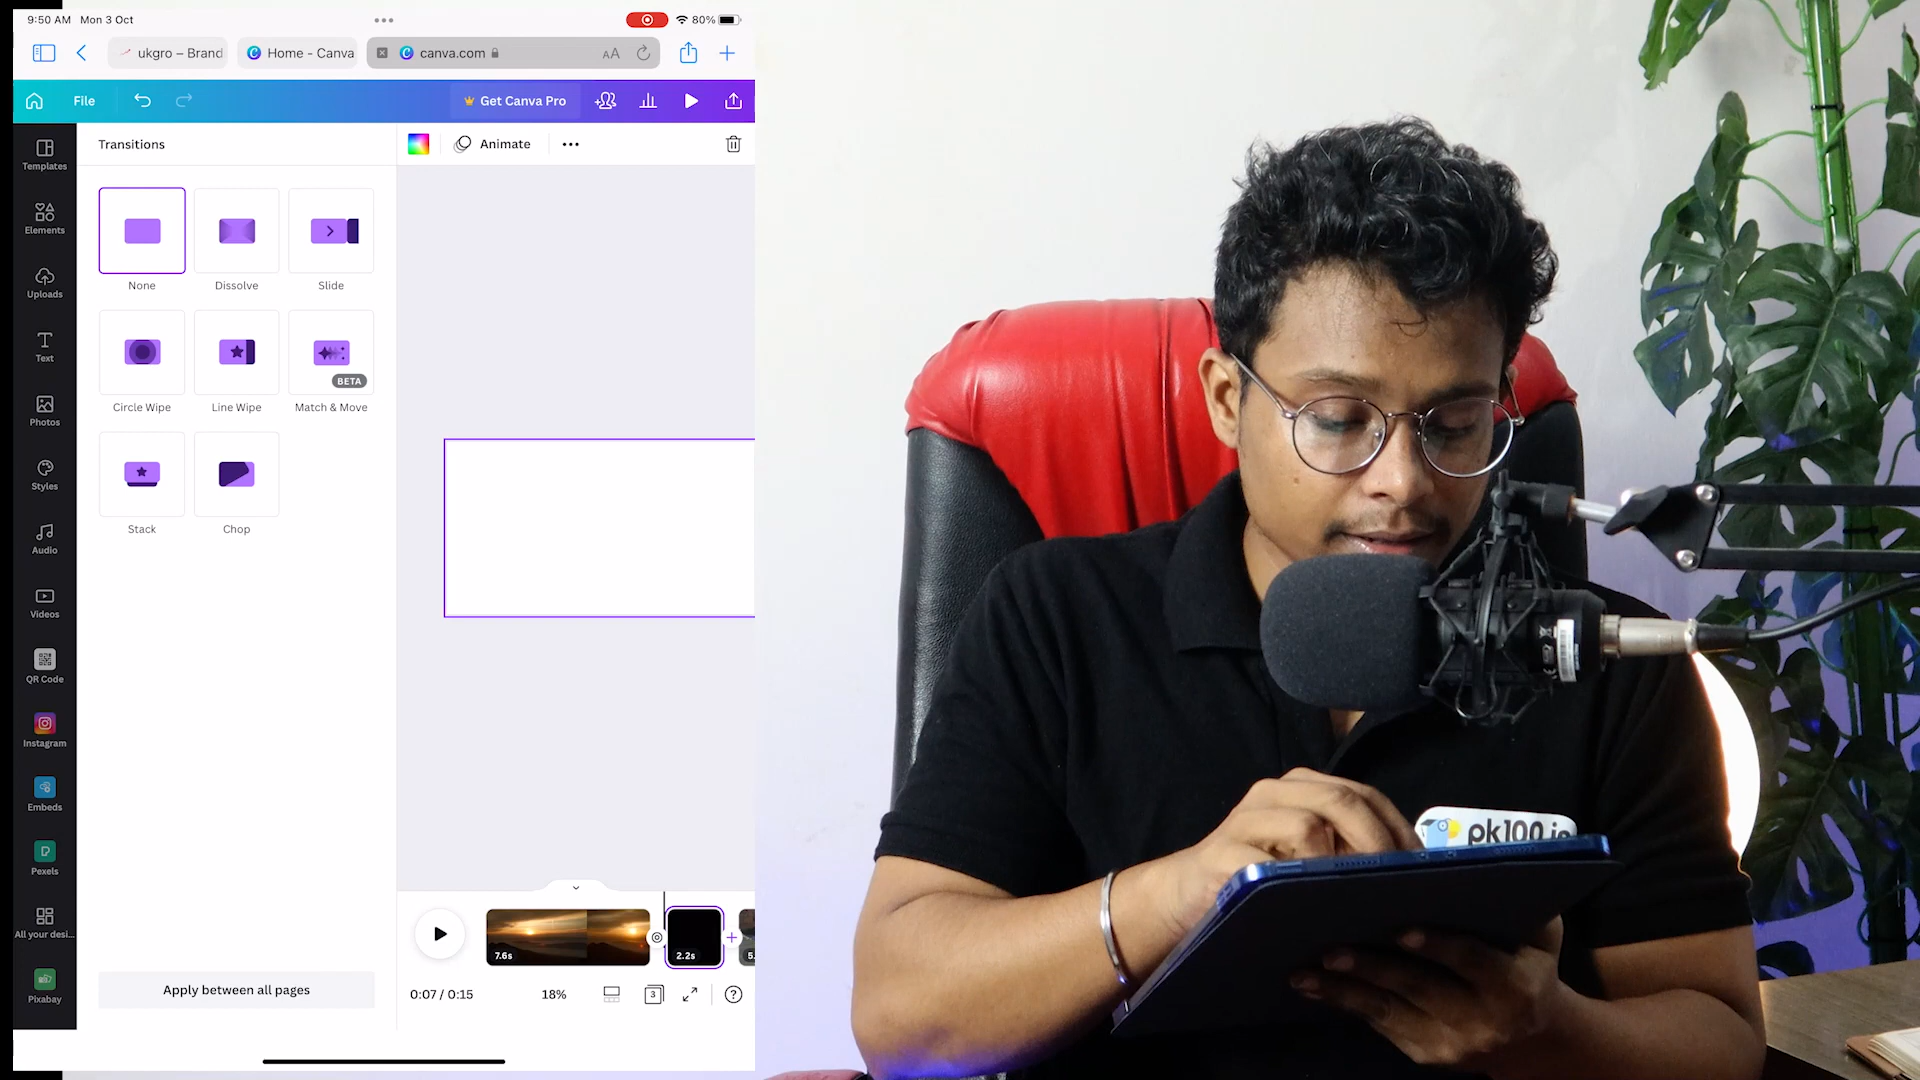 9:50 AM Mon 3 Oct
80%
ukgro – Brand
Home - Canva
canva.com
AA
File
Get Canva Pro
Transitions
Animate
Templates
Elements
Uploads
Text
Photos
Styles
Audio
Videos
QR Code
Instagram
Embeds
Pexels
All your desi...
Pixabay
None
Dissolve
Slide
BETA
Circle Wipe
Line Wipe
Match & Move
Stack
Chop
Apply between all pages
7.6s
2.2s
5.
0:07 / 0:15
18%
3
?
pk100.in